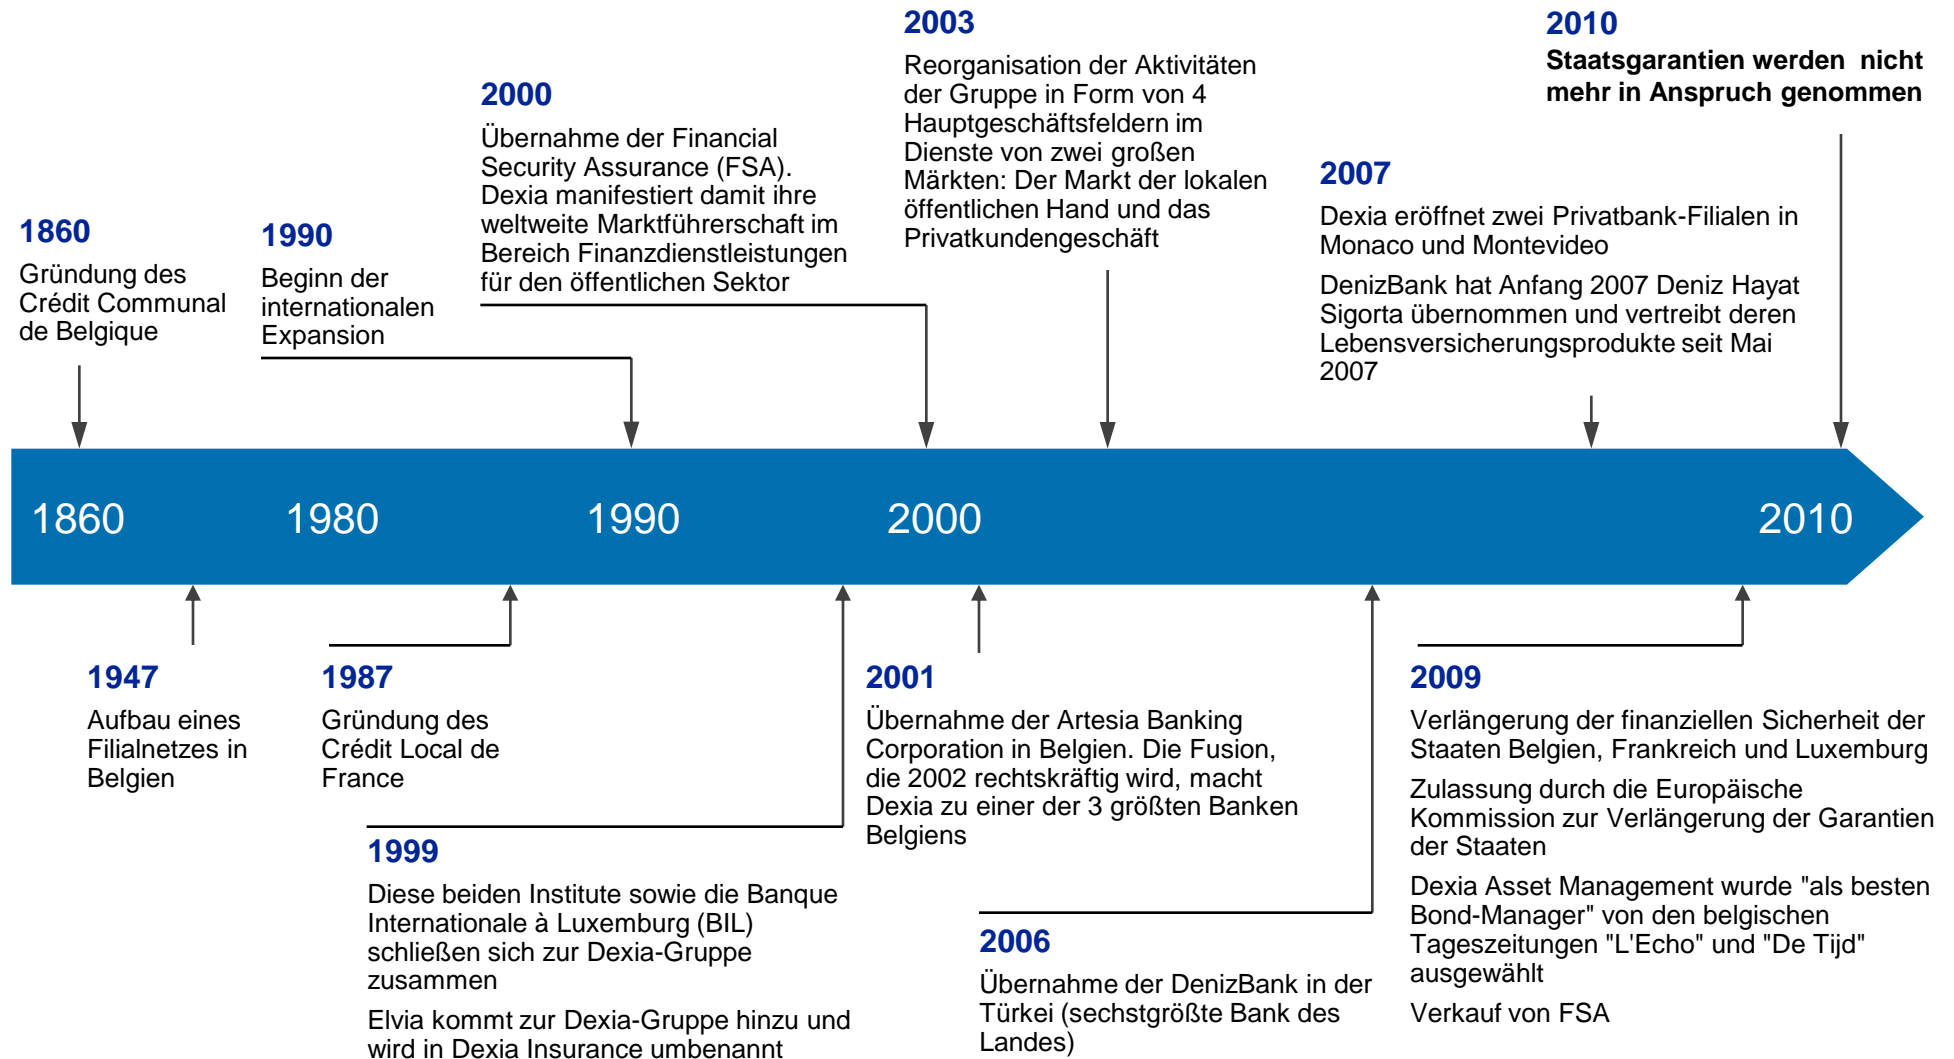 2003
Reorganisation der Aktivitäten
der Gruppe in Form von 4
Hauptgeschäftsfeldern im
Dienste von zwei großen
Märkten: Der Markt der lokalen
öffentlichen Hand und das
Privatkundengeschäft
2010
Staatsgarantien werden nicht
mehr in Anspruch genommen
2000
Übernahme der Financial
Security Assurance (FSA).
Dexia manifestiert damit ihre
weltweite Marktführerschaft im
Bereich Finanzdienstleistungen
für den öffentlichen Sektor
2007
Dexia eröffnet zwei Privatbank-Filialen in
Monaco und Montevideo
DenizBank hat Anfang 2007 Deniz Hayat
Sigorta übernommen und vertreibt deren
Lebensversicherungsprodukte seit Mai
2007
1860
Gründung des
Crédit Communal
de Belgique
1990
Beginn der
internationalen
Expansion
1860 1980 1990 2000 2010
1947
Aufbau eines
Filialnetzes in
Belgien
1987
Gründung des
Crédit Local de
France
1999
Diese beiden Institute sowie die Banque
Internationale à Luxemburg (BIL)
schließen sich zur Dexia-Gruppe
zusammen
Elvia kommt zur Dexia-Gruppe hinzu und
wird in Dexia Insurance umbenannt
2001
Übernahme der Artesia Banking
Corporation in Belgien. Die Fusion,
die 2002 rechtskräftig wird, macht
Dexia zu einer der 3 größten Banken
Belgiens
2006
Übernahme der DenizBank in der
Türkei (sechstgrößte Bank des
Landes)
2009
Verlängerung der finanziellen Sicherheit der
Staaten Belgien, Frankreich und Luxemburg
Zulassung durch die Europäische
Kommission zur Verlängerung der Garantien
der Staaten
Dexia Asset Management wurde "als besten
Bond-Manager" von den belgischen
Tageszeitungen "L'Echo" und "De Tijd"
ausgewählt
Verkauf von FSA